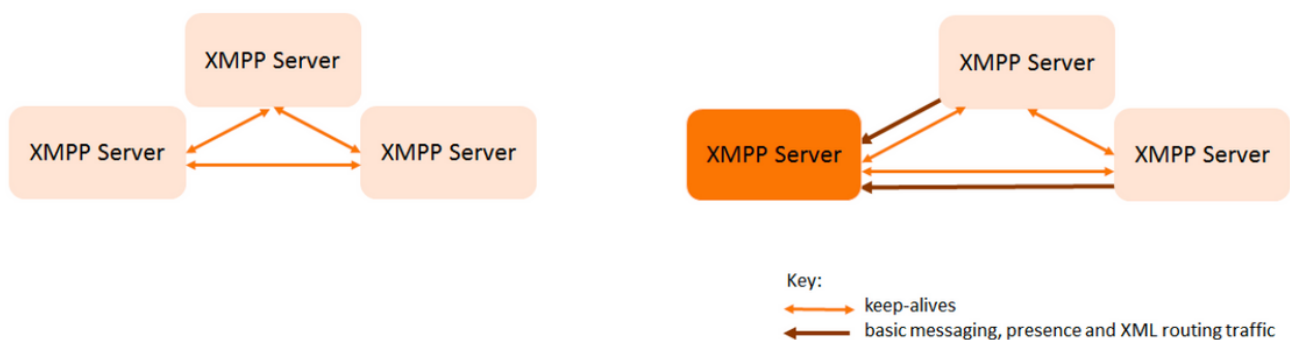 XMPP Server
XMPP Server
XMPP Server
XMPP Server
XMPP Server
XMPP Server
Key:
keep-alives
basic messaging, presence and XML routing traffic